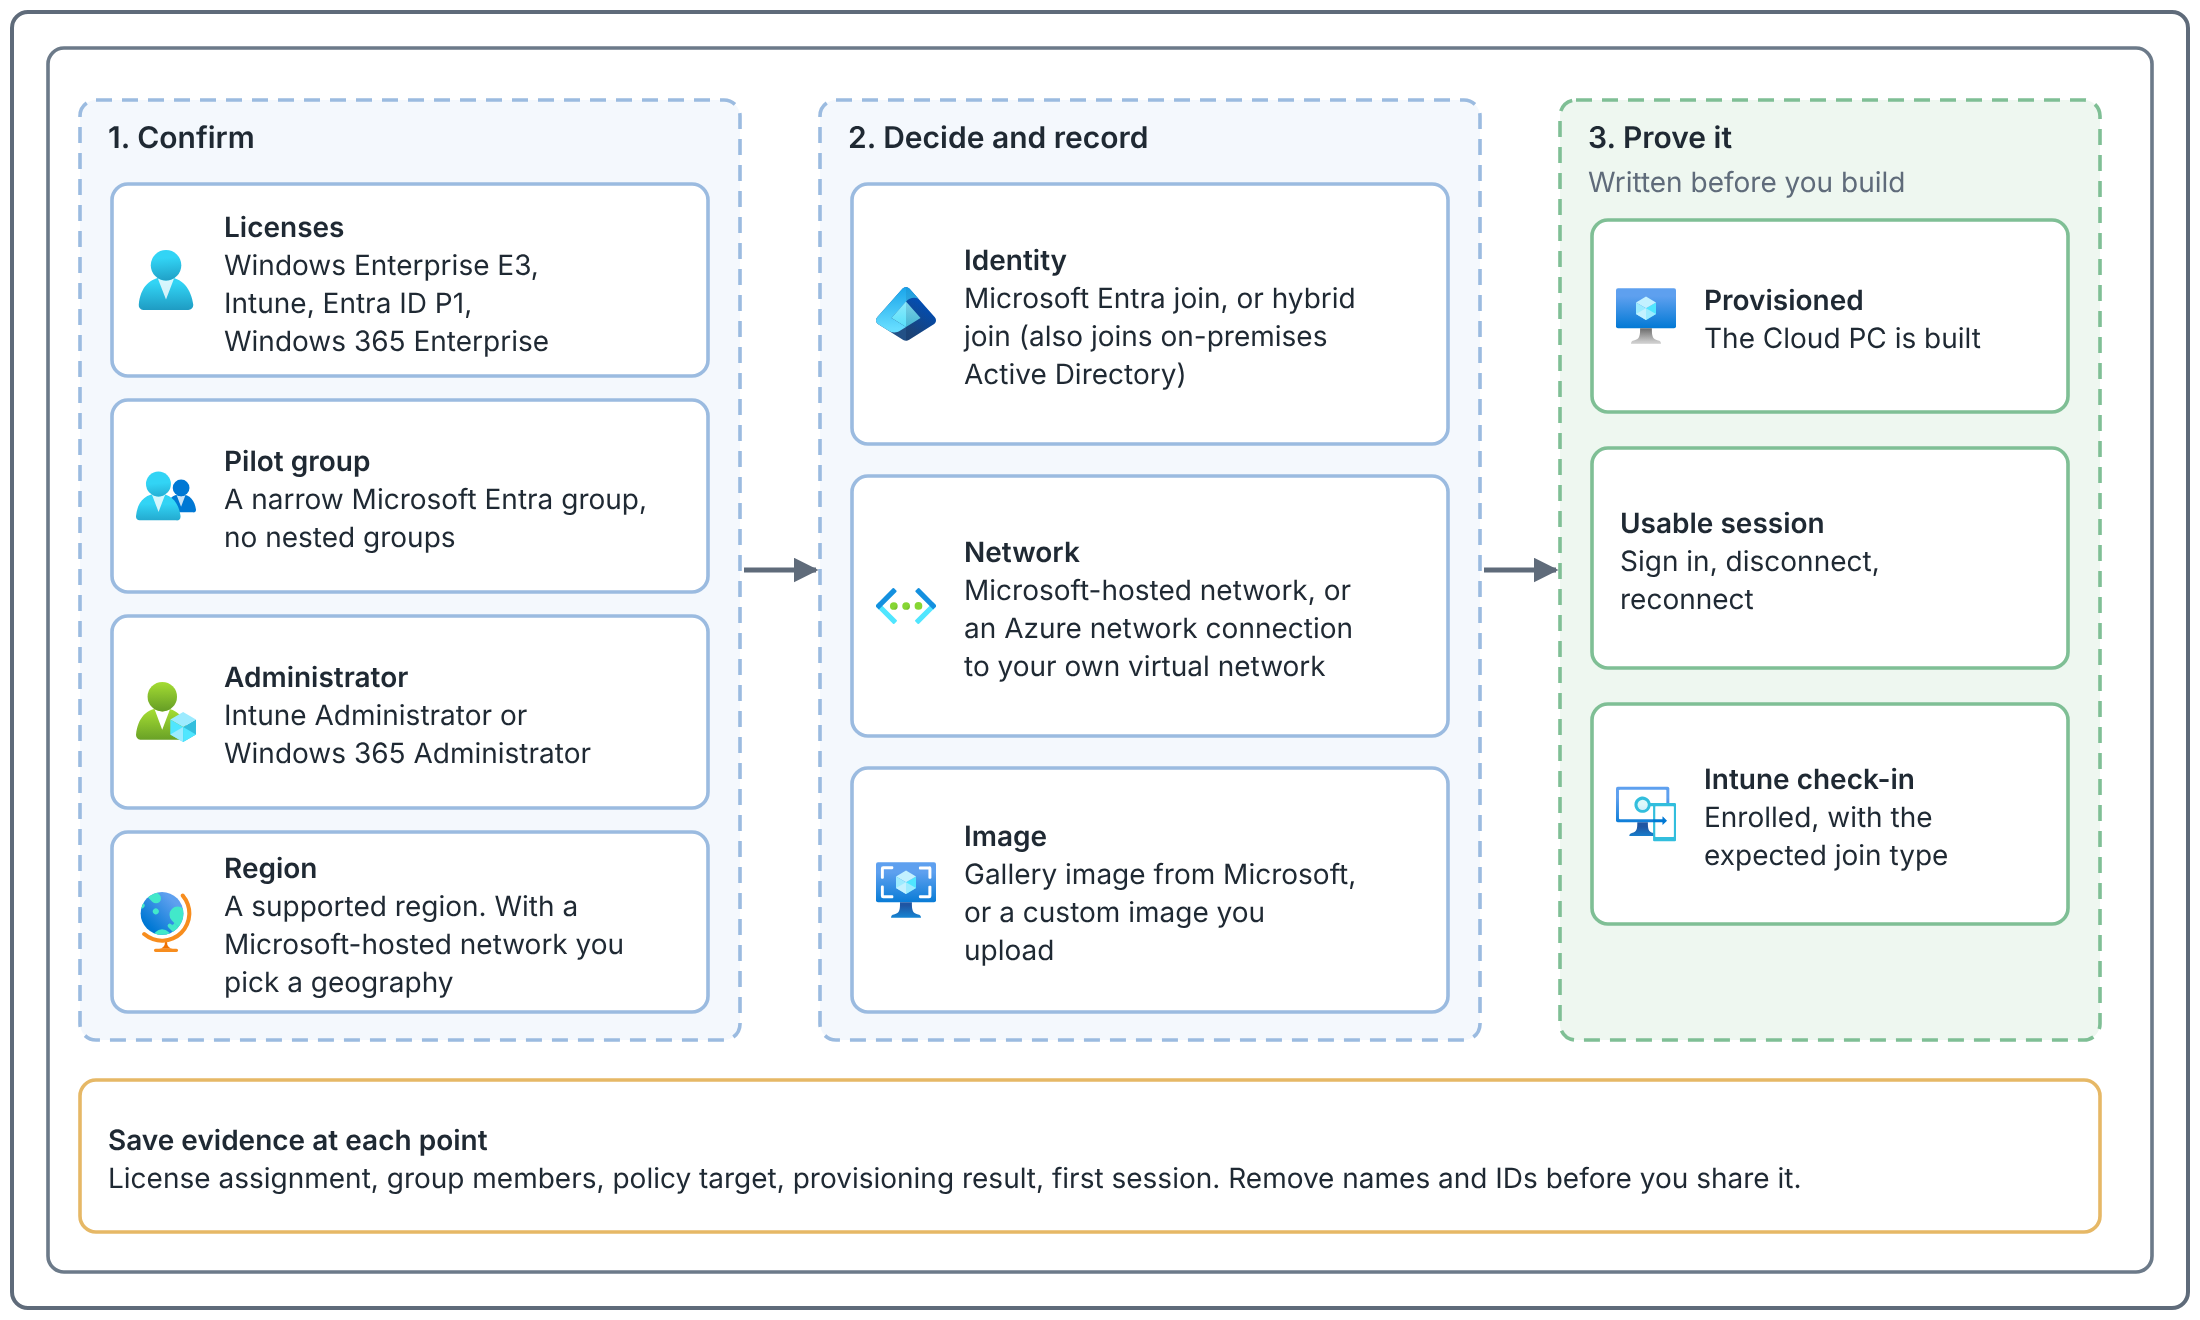 1. Confirm
Licenses
Windows Enterprise E3,
Intune, Entra ID P1,
Windows 365 Enterprise
Pilot group
A narrow Microsoft Entra group,
no nested groups
Administrator
Intune Administrator or
Windows 365 Administrator
Region
A supported region. With a
Microsoft-hosted network you
pick a geography
2. Decide and record
Identity
Microsoft Entra join, or hybrid
join (also joins on-premises
Active Directory)
Network
Microsoft-hosted network, or
an Azure network connection
to your own virtual network
Image
Gallery image from Microsoft,
or a custom image you
upload
3. Prove it
Written before you build
Provisioned
The Cloud PC is built
Usable session
Sign in, disconnect,
reconnect
Intune check-in
Enrolled, with the
expected join type
Save evidence at each point
License assignment, group members, policy target, provisioning result, first session. Remove names and IDs before you share it.